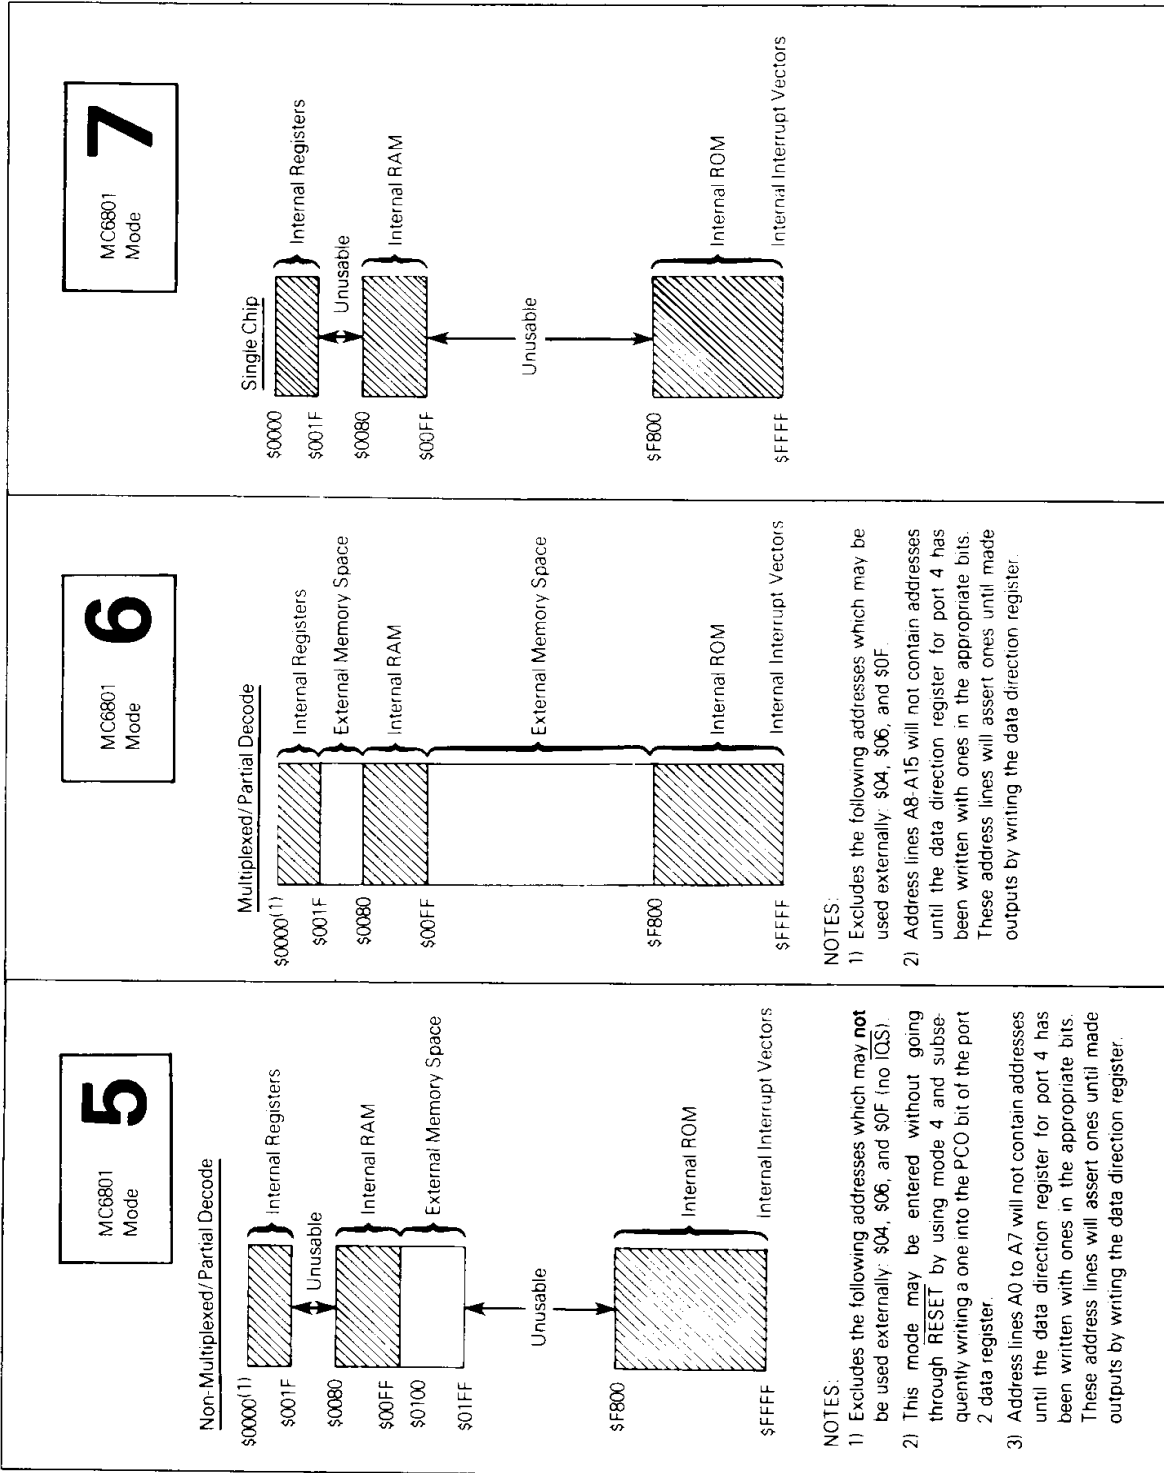 MC6801
Mode
5
Non-Multiplexed/Partial Decode
$0000(1)
Internal Registers
$001F
Unusable
$0080
Internal RAM
$00FF
$0100
External Memory Space
$01FF
Unusable
$F800
Internal ROM
$FFFF
Internal Interrupt Vectors
NOTES:
1) Excludes the following addresses which may not
be used externally: $04, $06, and $0F (no IOS).
2) This mode may be entered without going
through RESET by using mode 4 and subse-
quently writing a one into the PCO bit of the port
2 data register.
3) Address lines A0 to A7 will not contain addresses
until the data direction register for port 4 has
been written with ones in the appropriate bits.
These address lines will assert ones until made
outputs by writing the data direction register.
MC6801
Mode
6
Multiplexed/Partial Decode
$0000(1)
Internal Registers
$001F
External Memory Space
$0080
Internal RAM
$00FF
External Memory Space
$F800
Internal ROM
$FFFF
Internal Interrupt Vectors
NOTES:
1) Excludes the following addresses which may be
used externally: $04, $06, and $0F.
2) Address lines A8-A15 will not contain addresses
until the data direction register for port 4 has
been written with ones in the appropriate bits.
These address lines will assert ones until made
outputs by writing the data direction register.
MC6801
Mode
7
Single Chip
$0000
Internal Registers
$001F
Unusable
$0080
Internal RAM
$00FF
Unusable
$F800
Internal ROM
$FFFF
Internal Interrupt Vectors